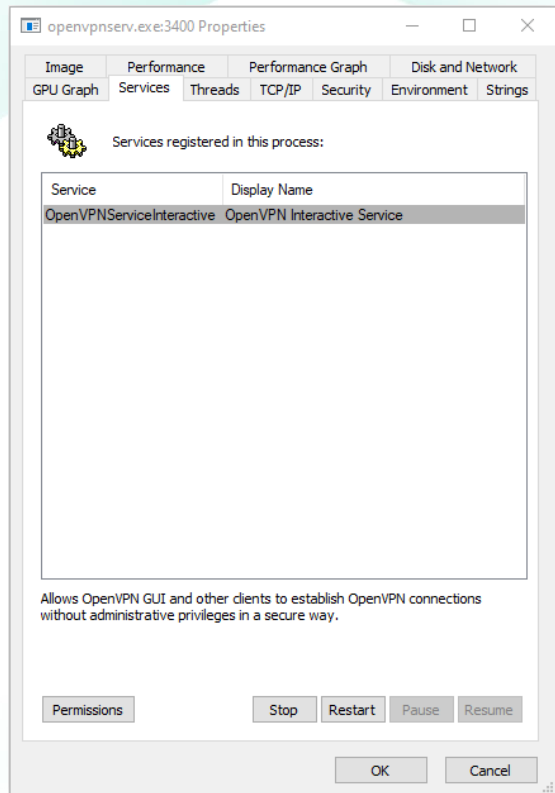 openvpnserv.exe:3400 Properties
Image Performance Performance Graph Disk and Network
GPU Graph Services Threads TCP/IP Security Environment Strings
Services registered in this process:
Service Display Name
OpenVPNServiceInteractive OpenVPN Interactive Service
Allows OpenVPN GUI and other clients to establish OpenVPN connections
without administrative privileges in a secure way.
Permissions Stop Restart Pause Resume
OK Cancel